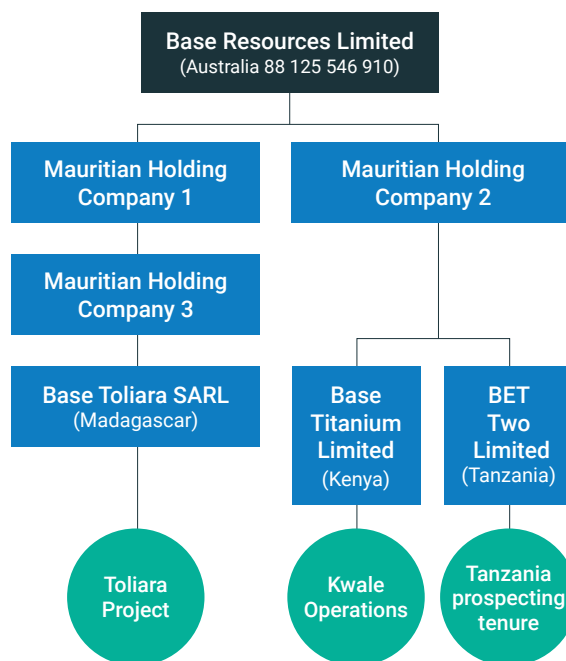 Base Resources Limited
(Australia 88 125 546 910)
Mauritian Holding
Company 1
Mauritian Holding
Company 2
Mauritian Holding
Company 3
Base Toliara SARL
(Madagascar)
Base
Titanium
Limited
(Kenya)
BET
Two
Limited
(Tanzania)
Toliara
Project
Kwale
Operations
Tanzania
prospecting
tenure